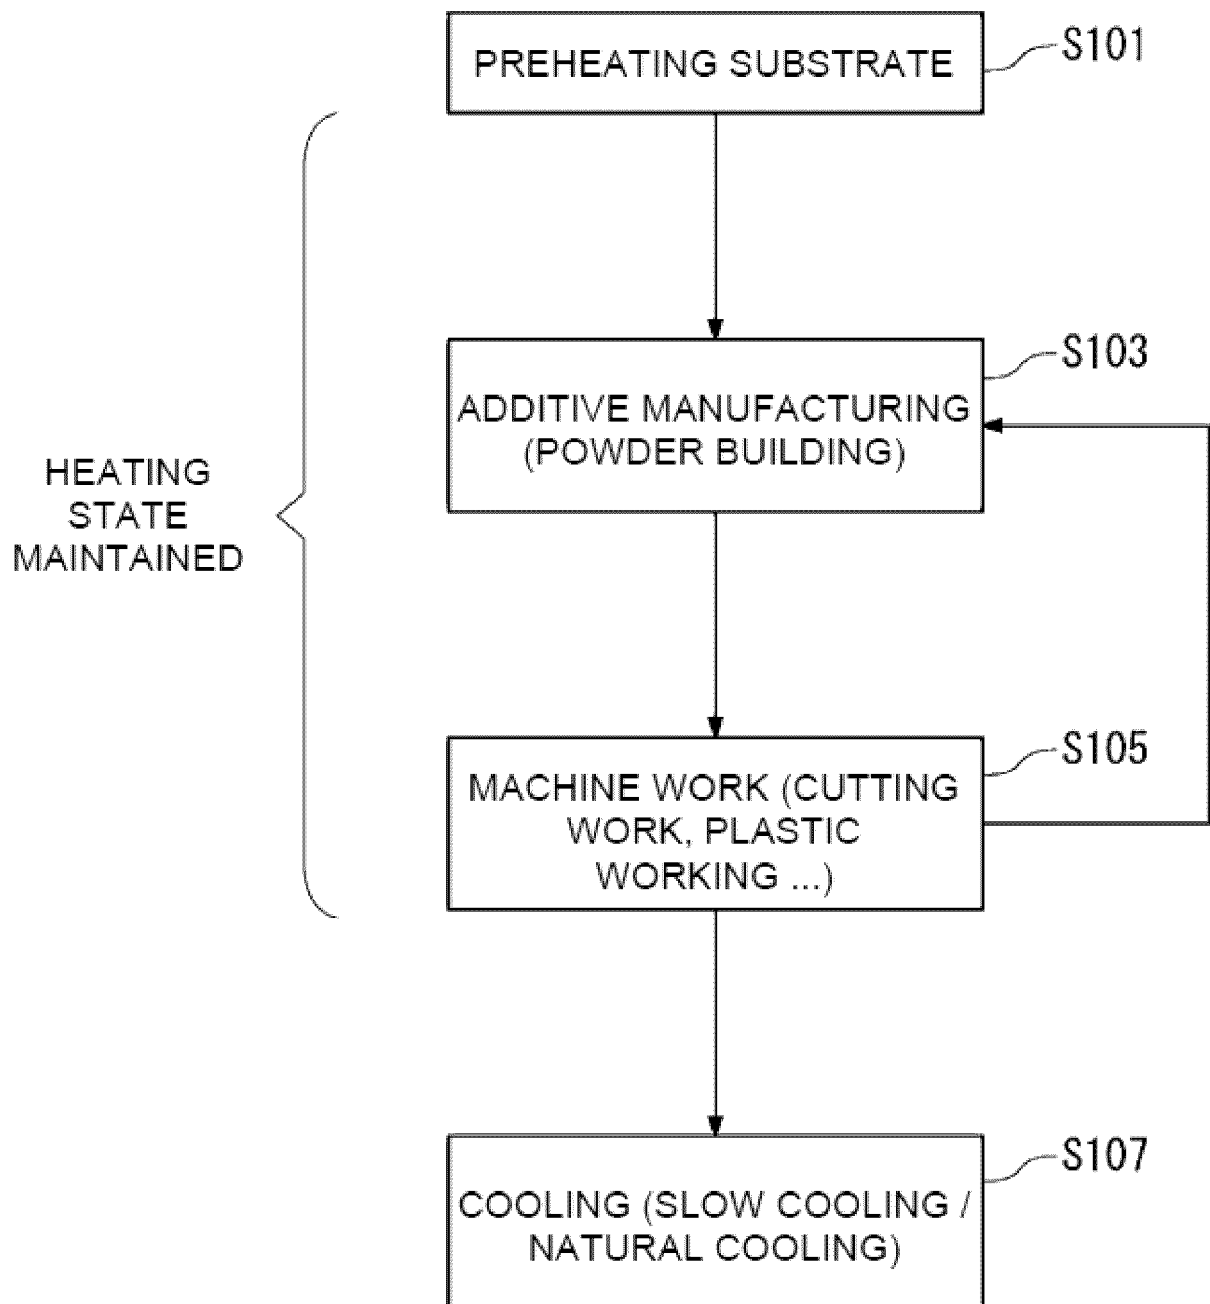 PREHEATING SUBSTRATE
S101
S103
ADDITIVE MANUFACTURING
(POWDER BUILDING)
HEATING
STATE
MAINTAINED
S105
MACHINE WORK (CUTTING
WORK, PLASTIC
WORKING ...)
S107
COOLING (SLOW COOLING /
NATURAL COOLING)